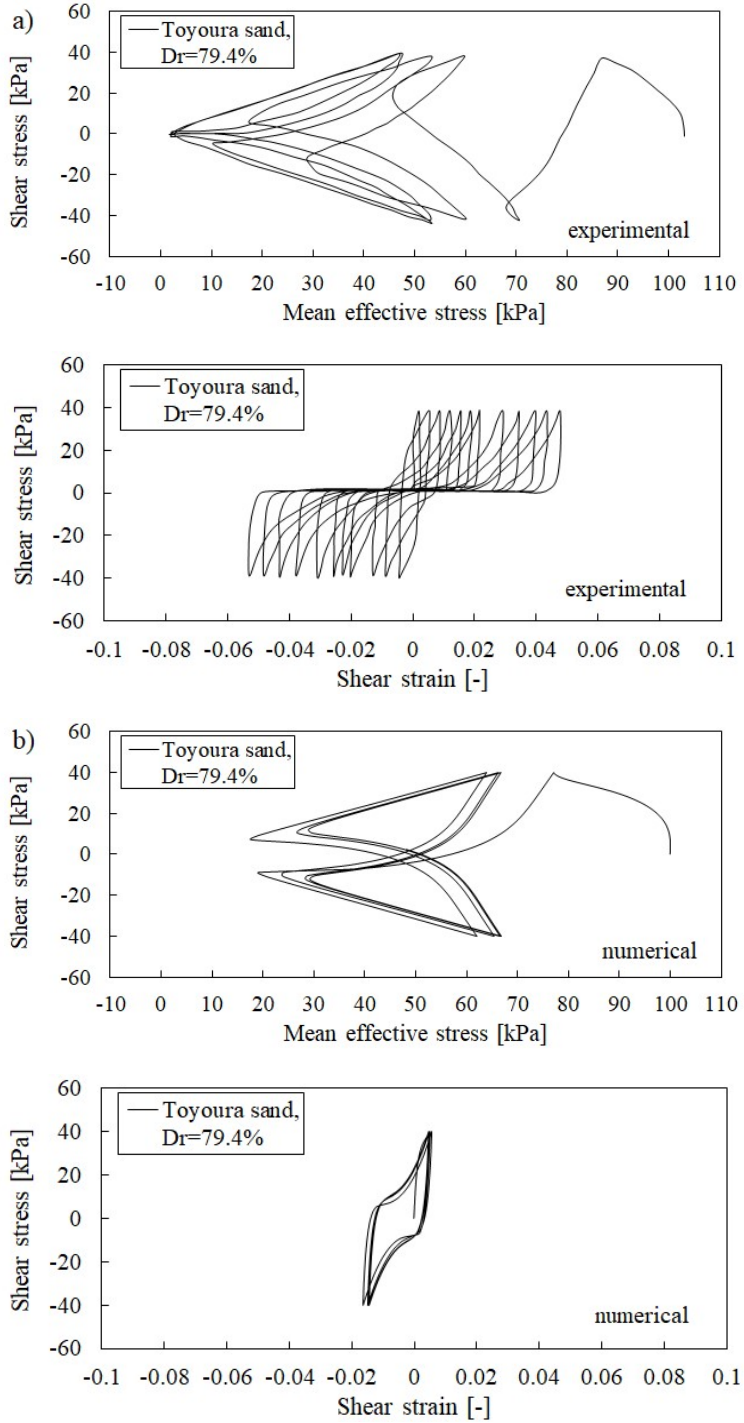 a)
60
40
20
0
-20
-40
-60
Shear stress [kPa]
Toyoura sand,
Dr=79.4%
experimental
-10 0 10 20 30 40 50 60 70 80 90 100 110
Mean effective stress [kPa]
60
40
20
0
-20
-40
-60
Shear stress [kPa]
Toyoura sand,
Dr=79.4%
experimental
-0.1 -0.08 -0.06 -0.04 -0.02 0 0.02 0.04 0.06 0.08 0.1
Shear strain [-]
b)
60
40
20
0
-20
-40
-60
Shear stress [kPa]
Toyoura sand,
Dr=79.4%
numerical
-10 0 10 20 30 40 50 60 70 80 90 100 110
Mean effective stress [kPa]
60
40
20
0
-20
-40
-60
Shear stress [kPa]
Toyoura sand,
Dr=79.4%
numerical
-0.1 -0.08 -0.06 -0.04 -0.02 0 0.02 0.04 0.06 0.08 0.1
Shear strain [-]